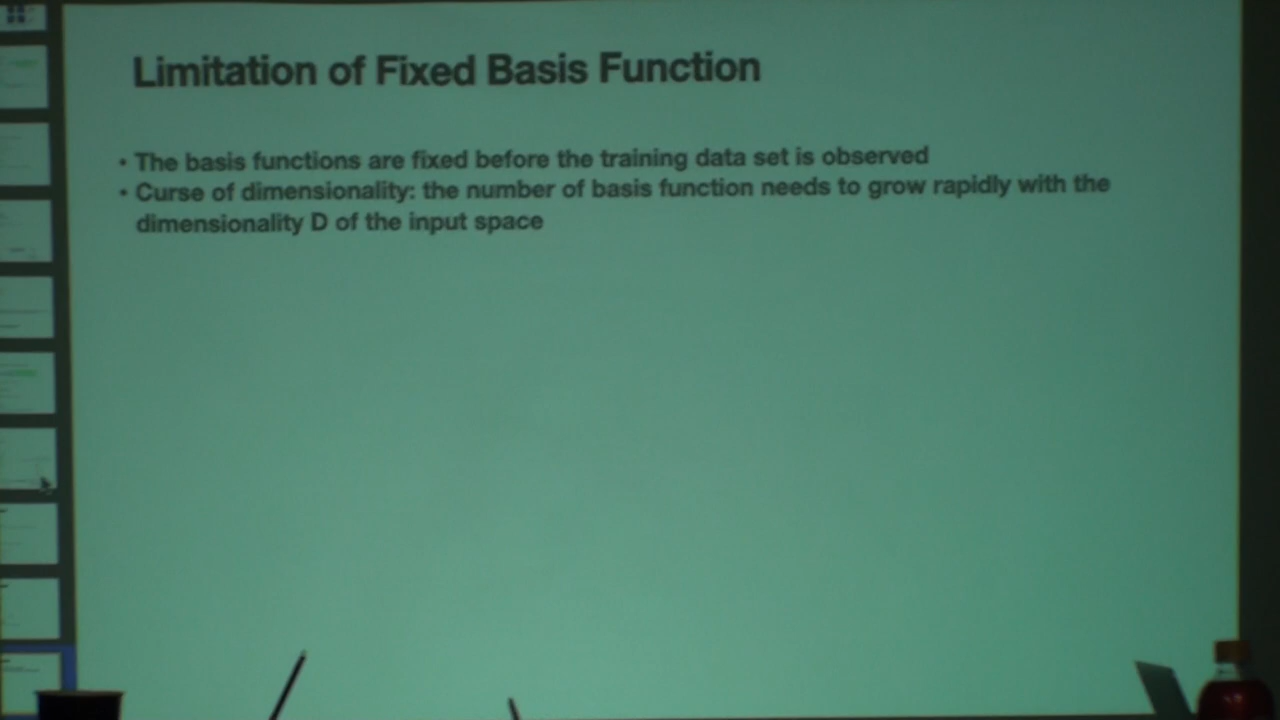 Limitation of Fixed Basis Function
• The basis functions are fixed before the training data set is observed
• Curse of dimensionality: the number of basis function needs to grow rapidly with the
dimensionality D of the input space